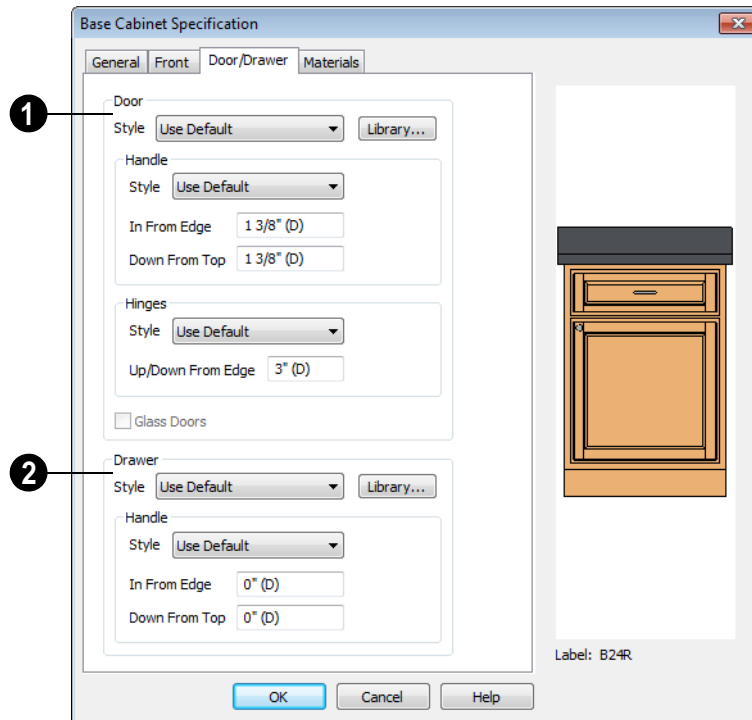 Base Cabinet Specification
General Front Door/Drawer Materials
1
Door
Style Use Default Library...
Handle
Style Use Default
In From Edge 1 3/8" (D)
Down From Top 1 3/8" (D)
Hinges
Style Use Default
Up/Down From Edge 3" (D)
Glass Doors
2
Drawer
Style Use Default Library...
Handle
Style Use Default
In From Edge 0" (D)
Down From Top 0" (D)
Label: B24R
OK Cancel Help